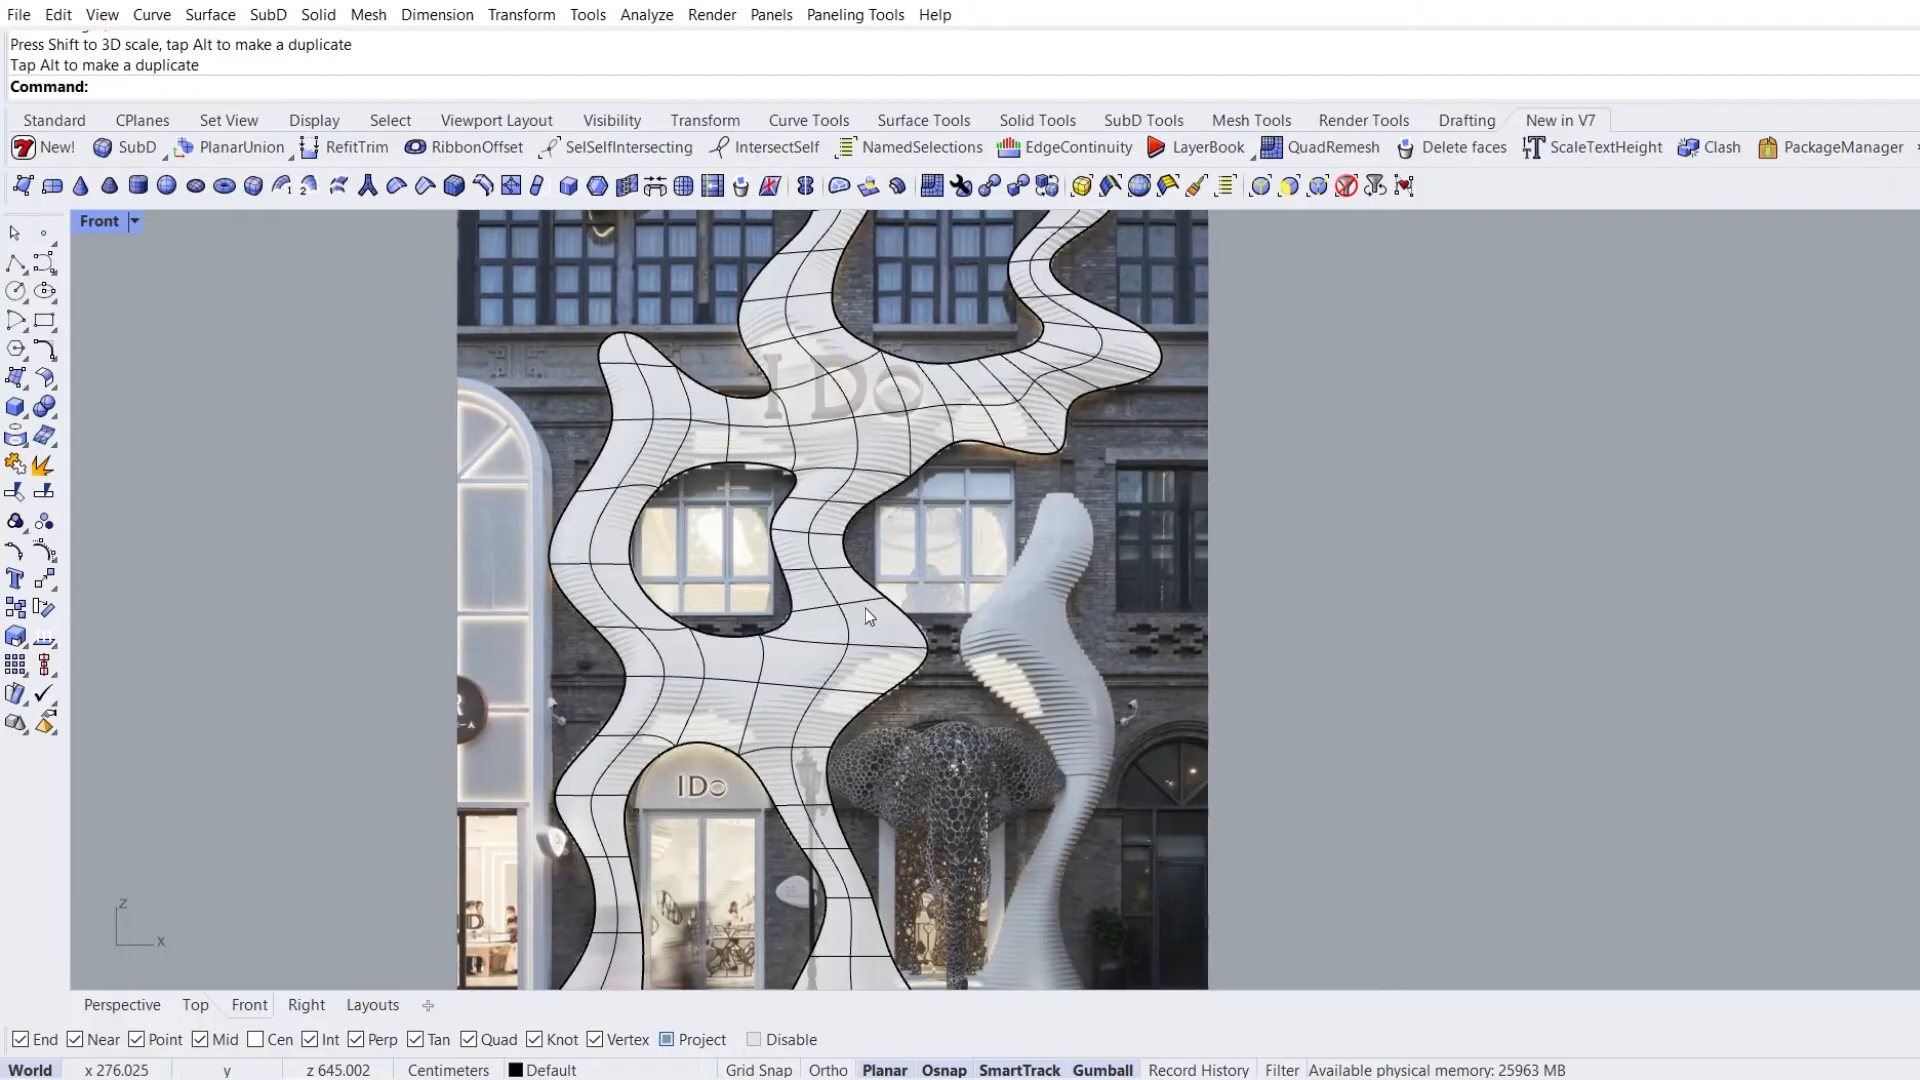 File Edit View Curve Surface SubD Solid Mesh Dimension Transform Tools Analyze Render Panels Paneling Tools Help
Press Shift to 3D scale, tap Alt to make a duplicate
Tap Alt to make a duplicate
Command:
Standard CPlanes Set View Display Select Viewport Layout Visibility Transform Curve Tools Surface Tools Solid Tools SubD Tools Mesh Tools Render Tools Drafting New in V7
New! SubD PlanarUnion RefitTrim RibbonOffset SelSelfIntersecting IntersectSelf NamedSelections EdgeContinuity LayerBook QuadRemesh Delete faces ScaleTextHeight Clash PackageManager
Front
I Do
IDo
z
x
Perspective Top Front Right Layouts
End Near Point Mid Cen Int Perp Tan Quad Knot Vertex Project Disable
World x 276.025 y z 645.002 Centimeters Default Grid Snap Ortho Planar Osnap SmartTrack Gumball Record History Filter Available physical memory: 25963 MB